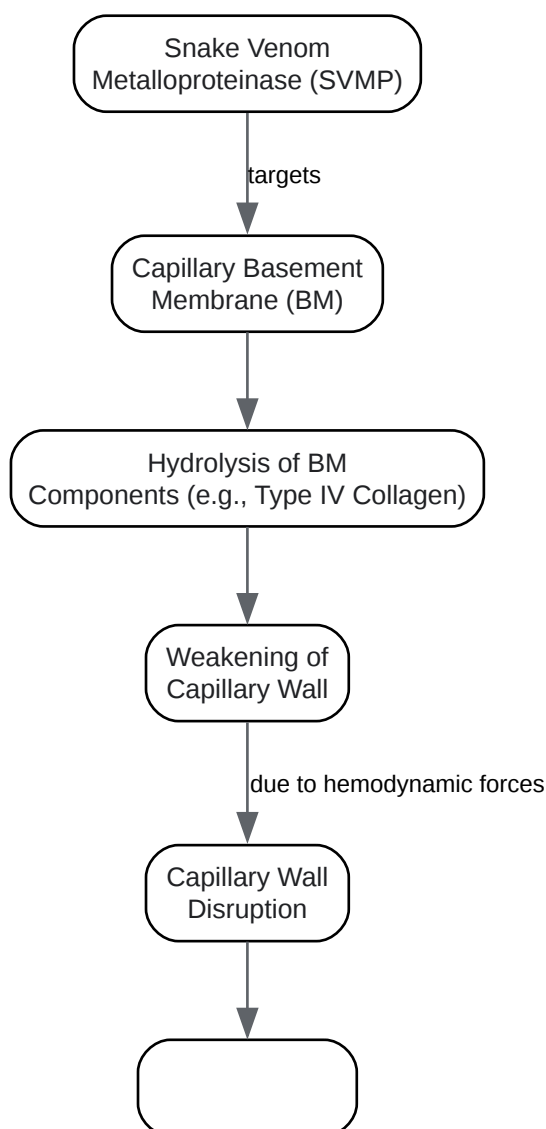 Snake Venom
Metalloproteinase (SVMP)
targets
Capillary Basement
Membrane (BM)
Hydrolysis of BM
Components (e.g., Type IV Collagen)
Weakening of
Capillary Wall
due to hemodynamic forces
Capillary Wall
Disruption